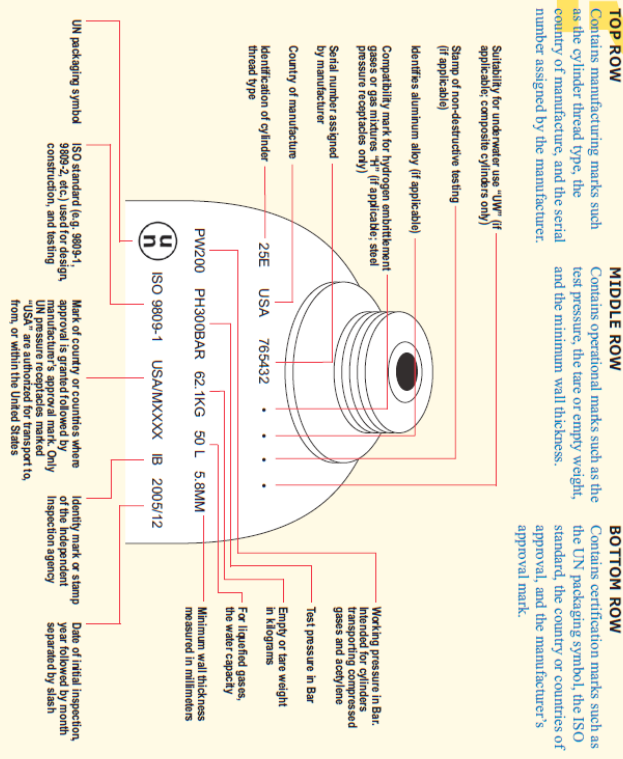 TOP ROW
Contains manufacturing marks such
as the cylinder thread type, the
country of manufacture, and the serial
number assigned by the manufacturer.
MIDDLE ROW
Contains operational marks such as the
test pressure, the tare or empty weight,
and the minimum wall thickness.
BOTTOM ROW
Contains certification marks such as
the UN packaging symbol, the ISO
standard, the country or countries of
approval, and the manufacturer's
approval mark.
Suitability for underwater use "UW" (if
applicable; composite cylinders only)
Stamp of non-destructive testing
(if applicable)
Identifies aluminum alloy (if applicable)
Compatibility mark for hydrogen embrittlement
gases or gas mixtures "H" (if applicable; steel
pressure receptacles only)
Serial number assigned
by manufacturer
Country of manufacture
Identification of cylinder
thread type
25E USA 765432 • • • •
PW200 PH300BAR 62.1KG 50 L 5.8MM
u n ISO 9809-1 USA/MXXXX IB 2005/12
Working pressure in Bar.
Intended for cylinders
transporting compressed
gases and acetylene
Test pressure in Bar
Empty or tare weight
in kilograms
For liquefied gases,
the water capacity
Minimum wall thickness
measured in millimeters
UN packaging symbol
ISO standard (e.g. 9809-1,
9809-2, etc.) used for design,
construction, and testing
Mark of country or countries where
approval is granted followed by
manufacturer's approval mark. Only
UN pressure receptacles marked
"USA" are authorized for transport to,
from, or within the United States
Identity mark or stamp
of the Independent
Inspection agency
Date of initial inspection,
year followed by month
separated by slash